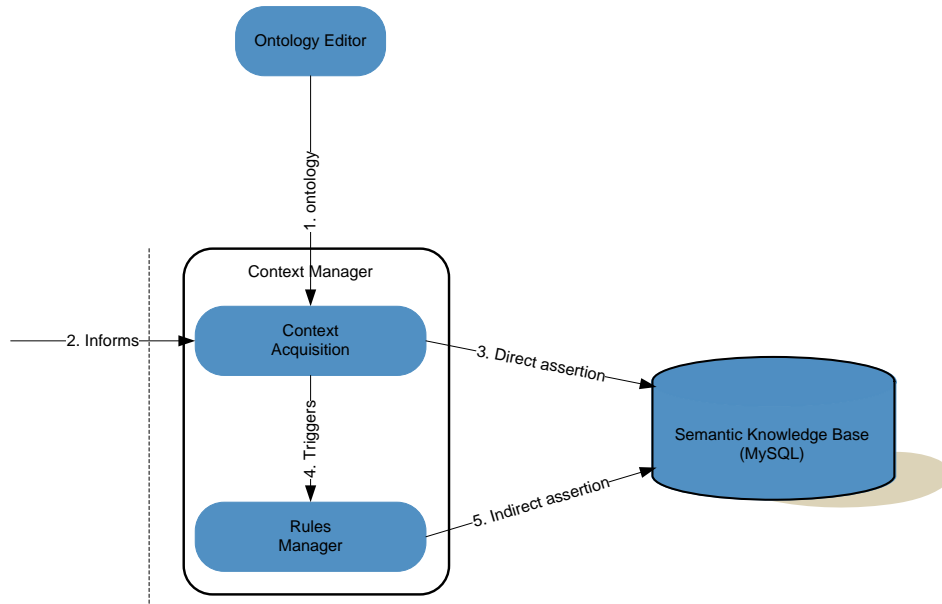 Ontology Editor
1. ontology
Context Manager
2. Informs
Context
Acquisition
3. Direct assertion
4. Triggers
Semantic Knowledge Base
(MySQL)
5. Indirect assertion
Rules
Manager